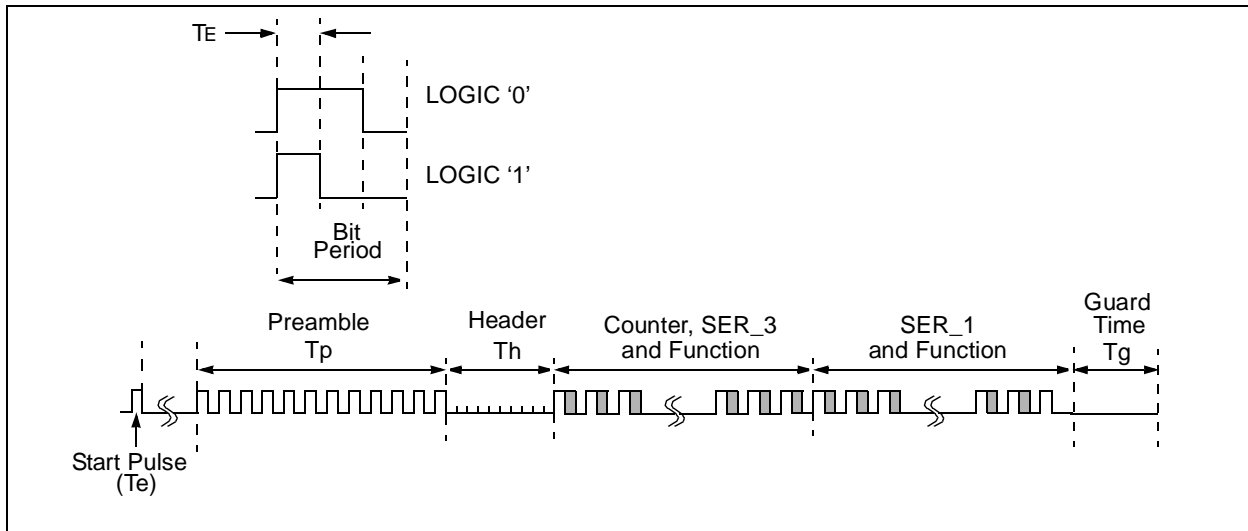 TE
LOGIC ‘0’
LOGIC ‘1’
Bit
Period
Preamble
Tp
Header
Th
Counter, SER_3
and Function
SER_1
and Function
Guard
Time
Tg
Start Pulse
(Te)